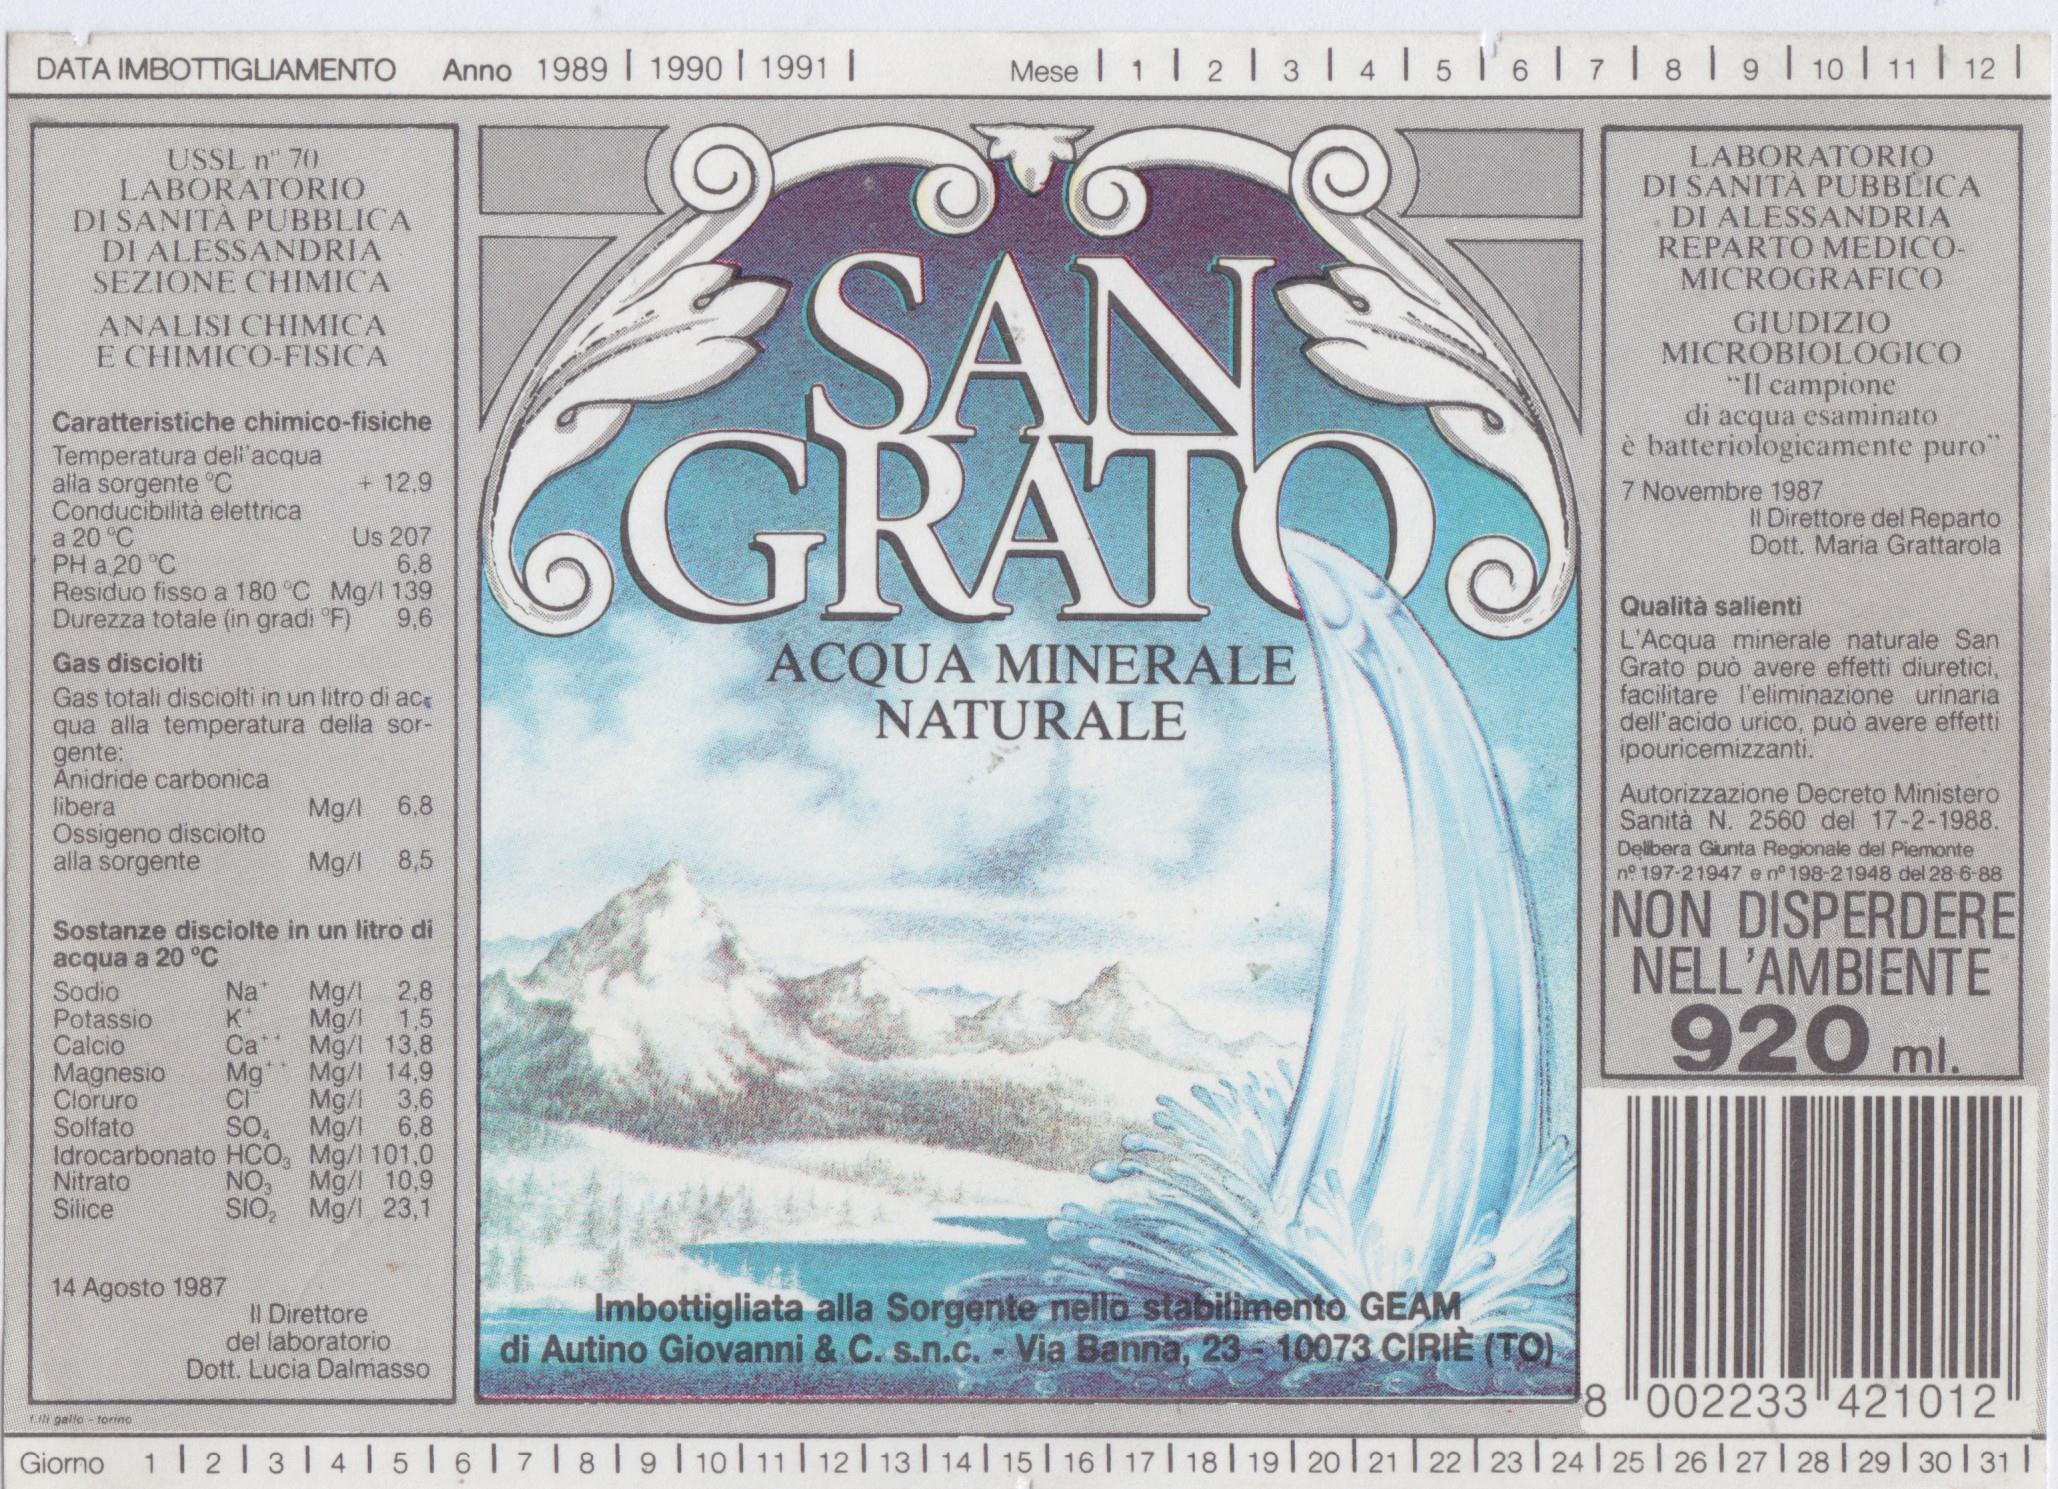 DATA IMBOTTIGLIAMENTO Anno 1989 | 1990 | 1991 | Mese | 1 | 2 | 3 | 4 | 5 | 6 | 7 | 8 | 9 | 10 | 11 | 12 |
USSL n° 70
LABORATORIO
DI SANITÀ PUBBLICA
DI ALESSANDRIA
SEZIONE CHIMICA
ANALISI CHIMICA
E CHIMICO-FISICA
Caratteristiche chimico-fisiche
Temperatura dell'acqua
alla sorgente °C + 12,9
Conducibilità elettrica
a 20 °C Us 207
PH a 20 °C 6,8
Residuo fisso a 180 °C Mg/l 139
Durezza totale (in gradi °F) 9,6
Gas disciolti
Gas totali disciolti in un litro di ac-
qua alla temperatura della sor-
gente:
Anidride carbonica
libera Mg/l 6,8
Ossigeno disciolto
alla sorgente Mg/l 8,5
Sostanze disciolte in un litro di
acqua a 20 °C
Sodio Na⁺ Mg/l 2,8
Potassio K⁺ Mg/l 1,5
Calcio Ca⁺⁺ Mg/l 13,8
Magnesio Mg⁺⁺ Mg/l 14,9
Cloruro Cl⁻ Mg/l 3,6
Solfato SO₄ Mg/l 6,8
Idrocarbonato HCO₃ Mg/l 101,0
Nitrato NO₃ Mg/l 10,9
Silice SIO₂ Mg/l 23,1
14 Agosto 1987
Il Direttore
del laboratorio
Dott. Lucia Dalmasso
f.lli gallo - torino
SAN
GRATO
ACQUA MINERALE
NATURALE
Imbottigliata alla Sorgente nello stabilimento GEAM
di Autino Giovanni & C. s.n.c. - Via Banna, 23 - 10073 CIRIÈ (TO)
LABORATORIO
DI SANITÀ PUBBLICA
DI ALESSANDRIA
REPARTO MEDICO-
MICROGRAFICO
GIUDIZIO
MICROBIOLOGICO
"Il campione
di acqua esaminato
è batteriologicamente puro"
7 Novembre 1987
Il Direttore del Reparto
Dott. Maria Grattarola
Qualità salienti
L'Acqua minerale naturale San
Grato può avere effetti diuretici,
facilitare l'eliminazione urinaria
dell'acido urico, può avere effetti
ipouricemizzanti.
Autorizzazione Decreto Ministero
Sanità N. 2560 del 17-2-1988.
Delibera Giunta Regionale del Piemonte
n° 197-21947 e n° 198-21948 del 28-6-88
NON DISPERDERE
NELL'AMBIENTE
920 ml.
8 002233 421012
Giorno 1 | 2 | 3 | 4 | 5 | 6 | 7 | 8 | 9 | 10 | 11 | 12 | 13 | 14 | 15 | 16 | 17 | 18 | 19 | 20 | 21 | 22 | 23 | 24 | 25 | 26 | 27 | 28 | 29 | 30 | 31 |